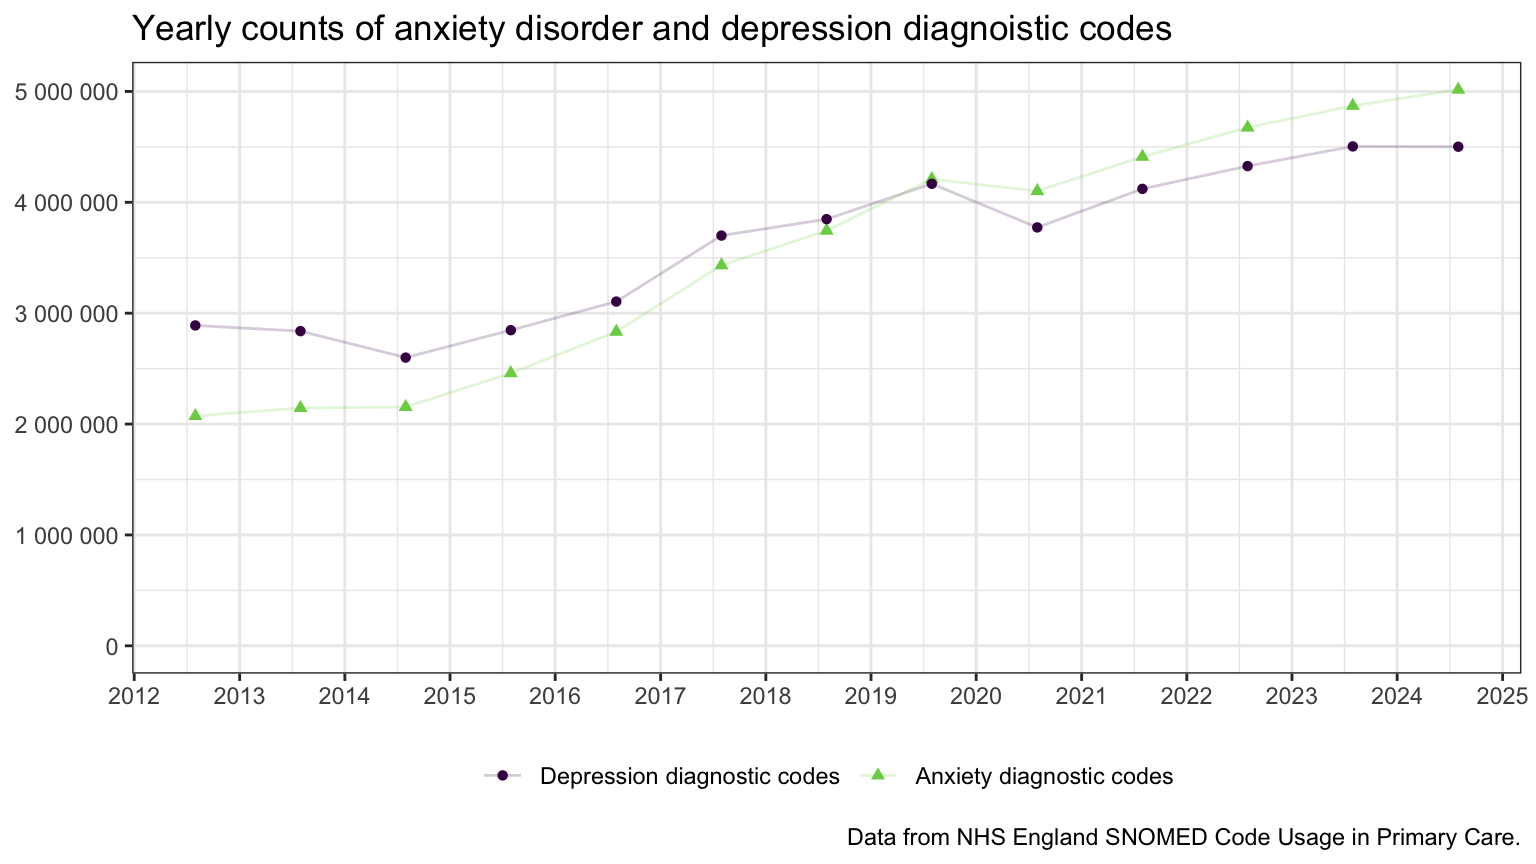 Yearly counts of anxiety disorder and depression diagnoistic codes
5 000 000
4 000 000
3 000 000
2 000 000
1 000 000
0
2012 2013 2014 2015 2016 2017 2018 2019 2020 2021 2022 2023 2024 2025
Depression diagnostic codes Anxiety diagnostic codes
Data from NHS England SNOMED Code Usage in Primary Care.